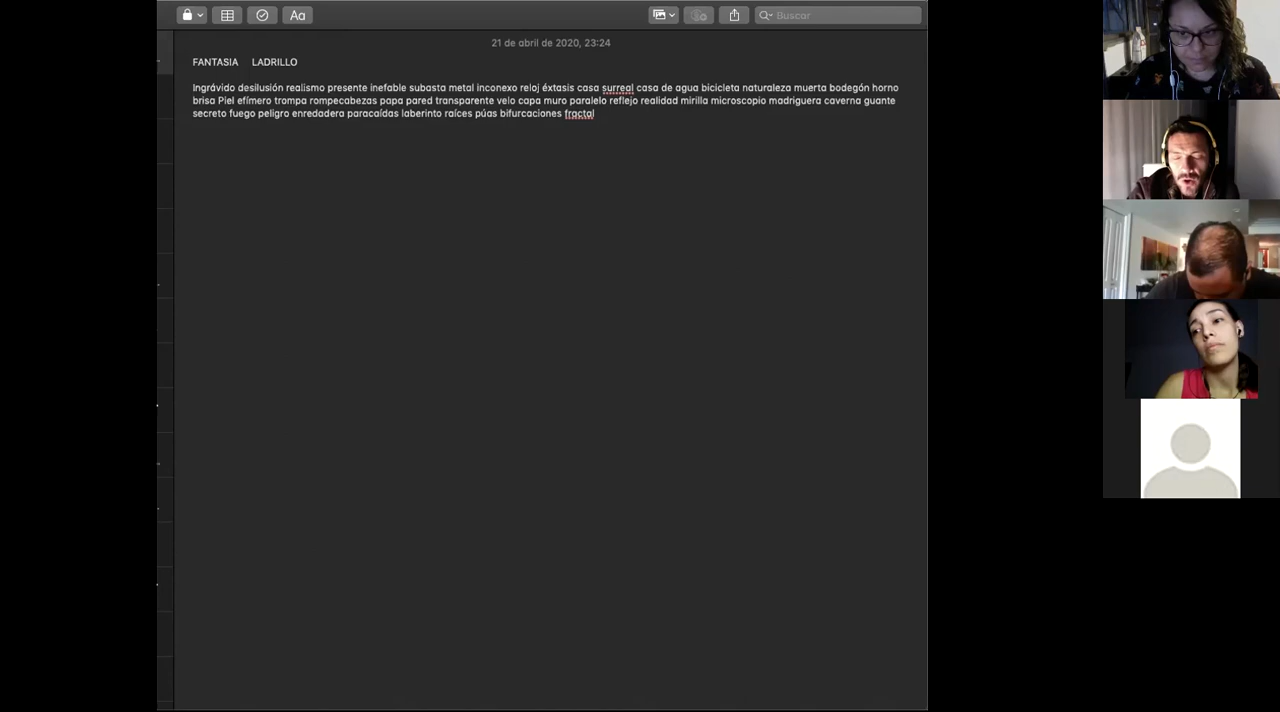 Aa
Buscar
21 de abril de 2020, 23:24
FANTASIA LADRILLO
Ingrávido desilusión realismo presente inefable subasta metal inconexo reloj éxtasis casa surreal casa de agua bicicleta naturaleza muerta bodegón horno
brisa Piel efímero trompa rompecabezas papa pared transparente velo capa muro paralelo reflejo realidad mirilla microscopio madriguera caverna guante
secreto fuego peligro enredadera paracaídas laberinto raíces púas bifurcaciones fractal